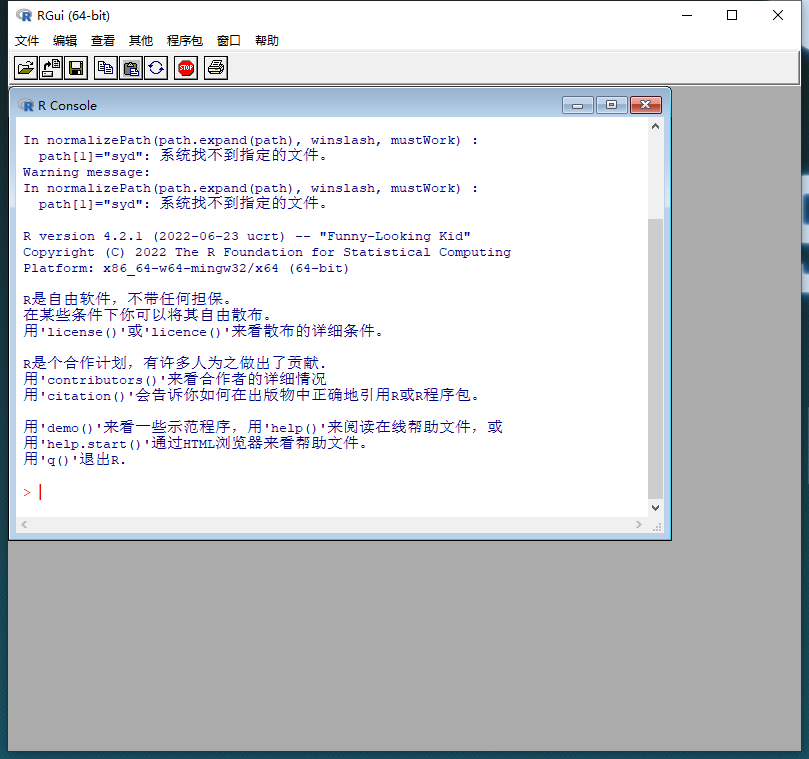 RGui (64-bit)
文件 编辑 查看 其他 程序包 窗口 帮助
STOP
R Console
In normalizePath(path.expand(path), winslash, mustWork) :
  path[1]="syd": 系统找不到指定的文件。
Warning message:
In normalizePath(path.expand(path), winslash, mustWork) :
  path[1]="syd": 系统找不到指定的文件。
R version 4.2.1 (2022-06-23 ucrt) -- "Funny-Looking Kid"
Copyright (C) 2022 The R Foundation for Statistical Computing
Platform: x86_64-w64-mingw32/x64 (64-bit)
R是自由软件，不带任何担保。
在某些条件下你可以将其自由散布。
用'license()'或'licence()'来看散布的详细条件。
R是个合作计划，有许多人为之做出了贡献.
用'contributors()'来看合作者的详细情况
用'citation()'会告诉你如何在出版物中正确地引用R或R程序包。
用'demo()'来看一些示范程序，用'help()'来阅读在线帮助文件，或
用'help.start()'通过HTML浏览器来看帮助文件。
用'q()'退出R.
>